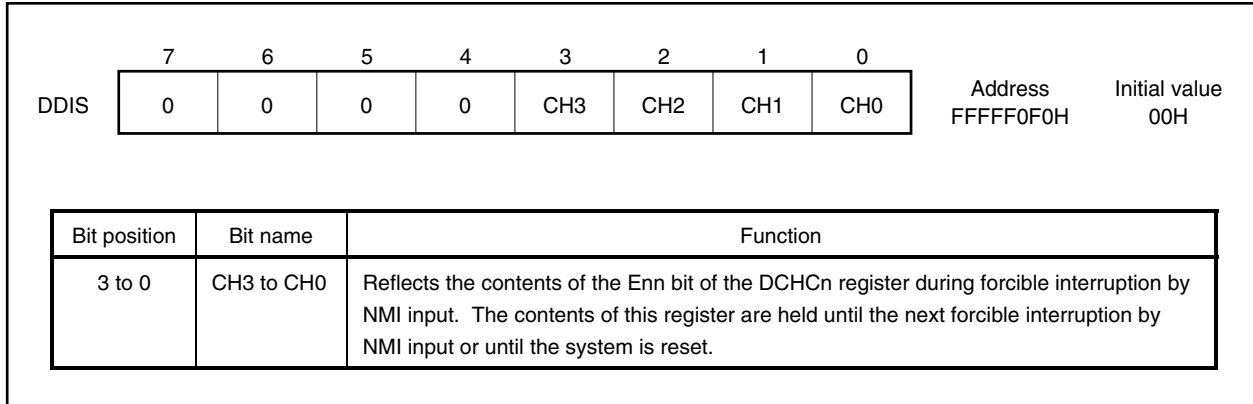 7 6 5 4 3 2 1 0
DDIS 0 0 0 0 CH3 CH2 CH1 CH0 Address Initial value
FFFFF0F0H 00H
Bit position Bit name Function
3 to 0 CH3 to CH0 Reflects the contents of the Enn bit of the DCHCn register during forcible interruption by
NMI input. The contents of this register are held until the next forcible interruption by
NMI input or until the system is reset.